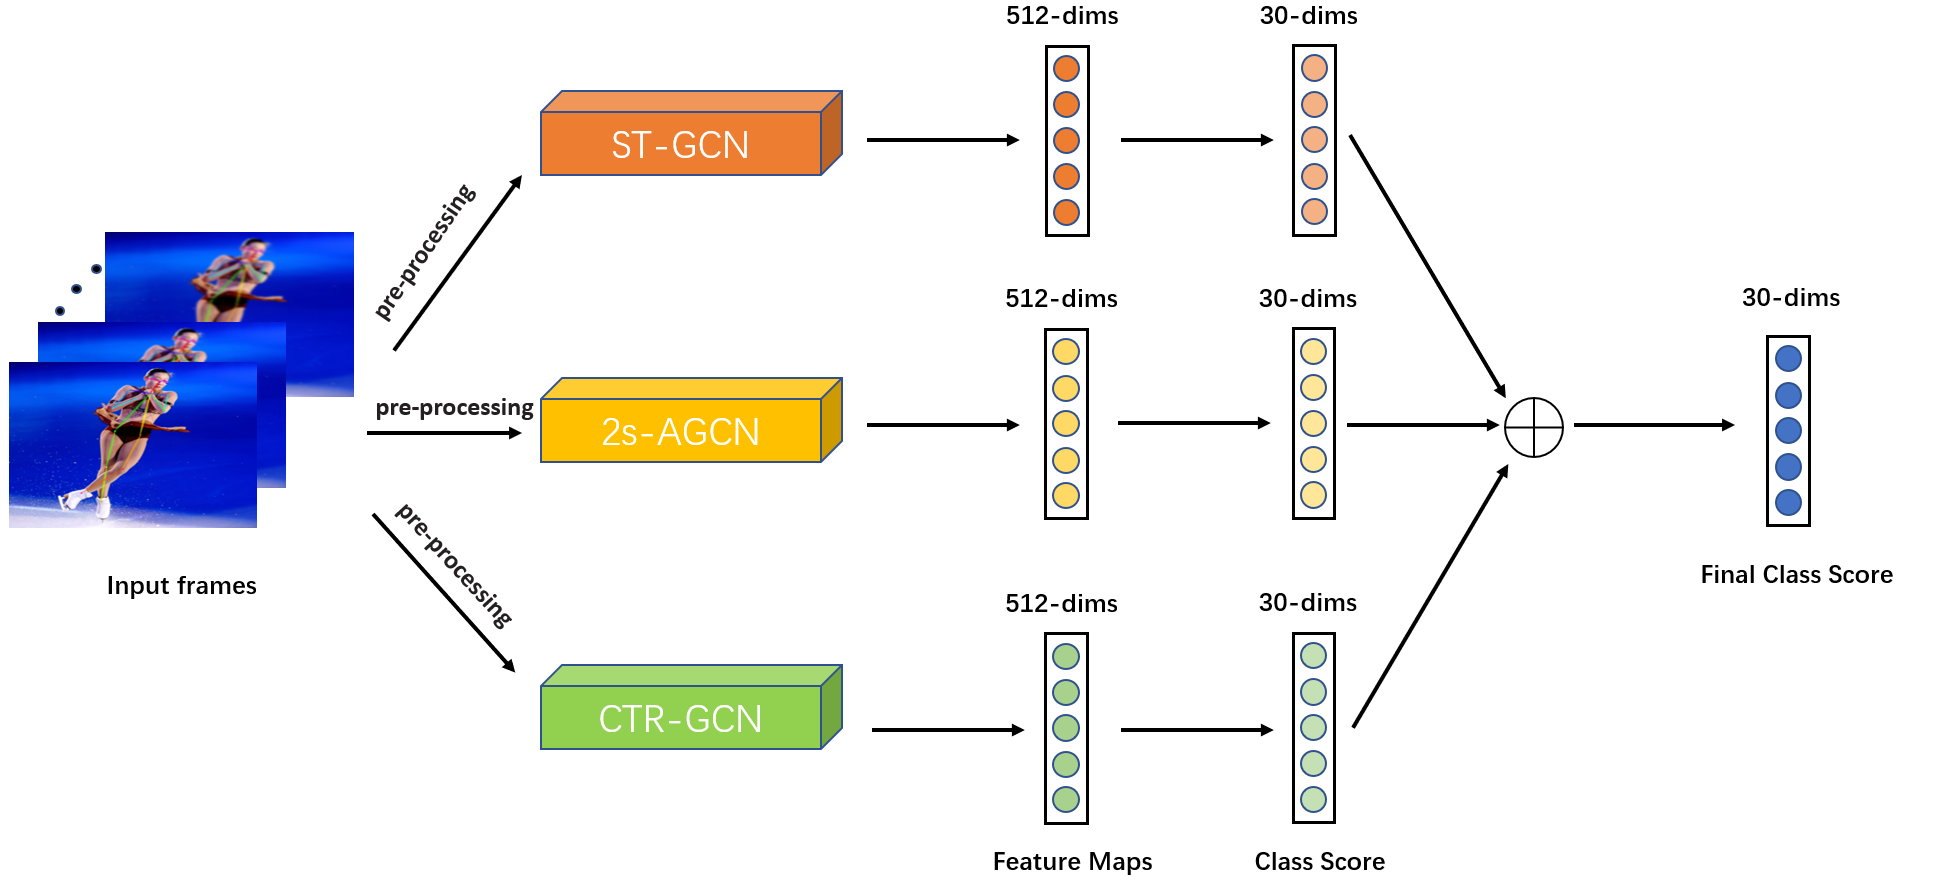 512-dims
30-dims
ST-GCN
pre-processing
512-dims
30-dims
30-dims
pre-processing
2s-AGCN
Input frames
pre-processing
Final Class Score
512-dims
30-dims
CTR-GCN
Feature Maps
Class Score